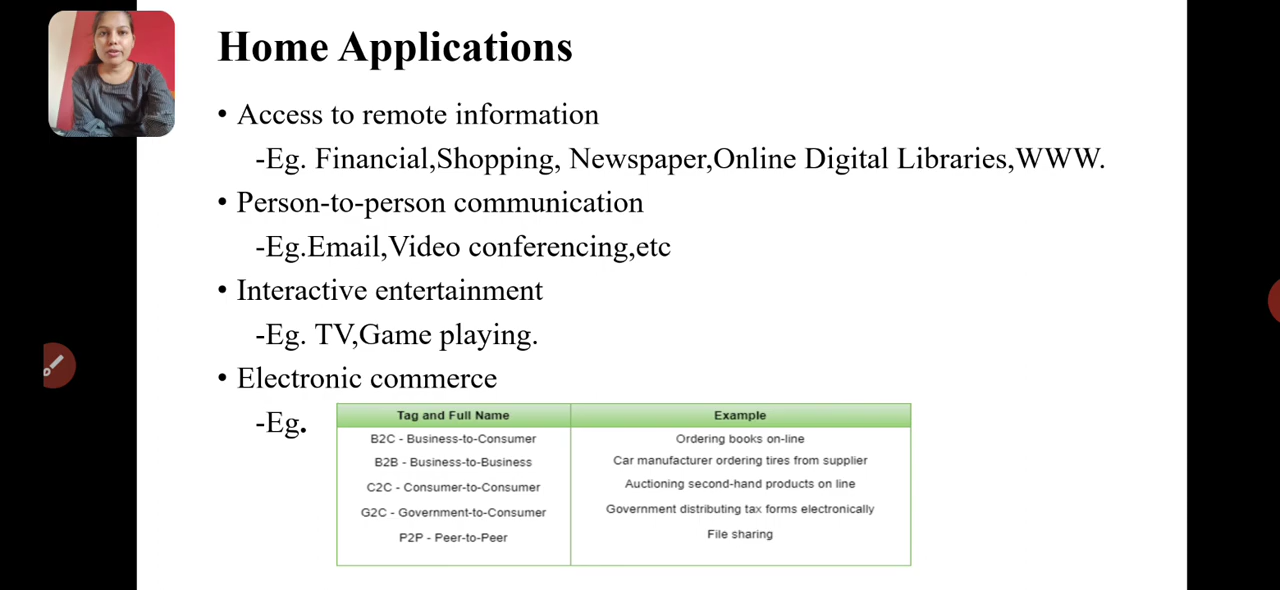 Home Applications
• Access to remote information
-Eg. Financial,Shopping, Newspaper,Online Digital Libraries,WWW.
• Person-to-person communication
-Eg.Email,Video conferencing,etc
• Interactive entertainment
-Eg. TV,Game playing.
• Electronic commerce
-Eg.
Tag and Full Name Example
B2C - Business-to-Consumer Ordering books on-line
B2B - Business-to-Business Car manufacturer ordering tires from supplier
C2C - Consumer-to-Consumer Auctioning second-hand products on line
G2C - Government-to-Consumer Government distributing tax forms electronically
P2P - Peer-to-Peer File sharing